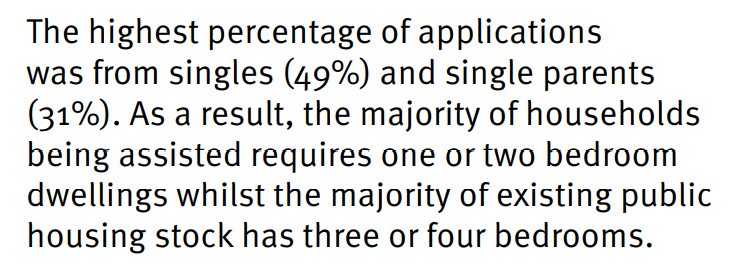 The highest percentage of applications
was from singles (49%) and single parents
(31%). As a result, the majority of households
being assisted requires one or two bedroom
dwellings whilst the majority of existing public
housing stock has three or four bedrooms.